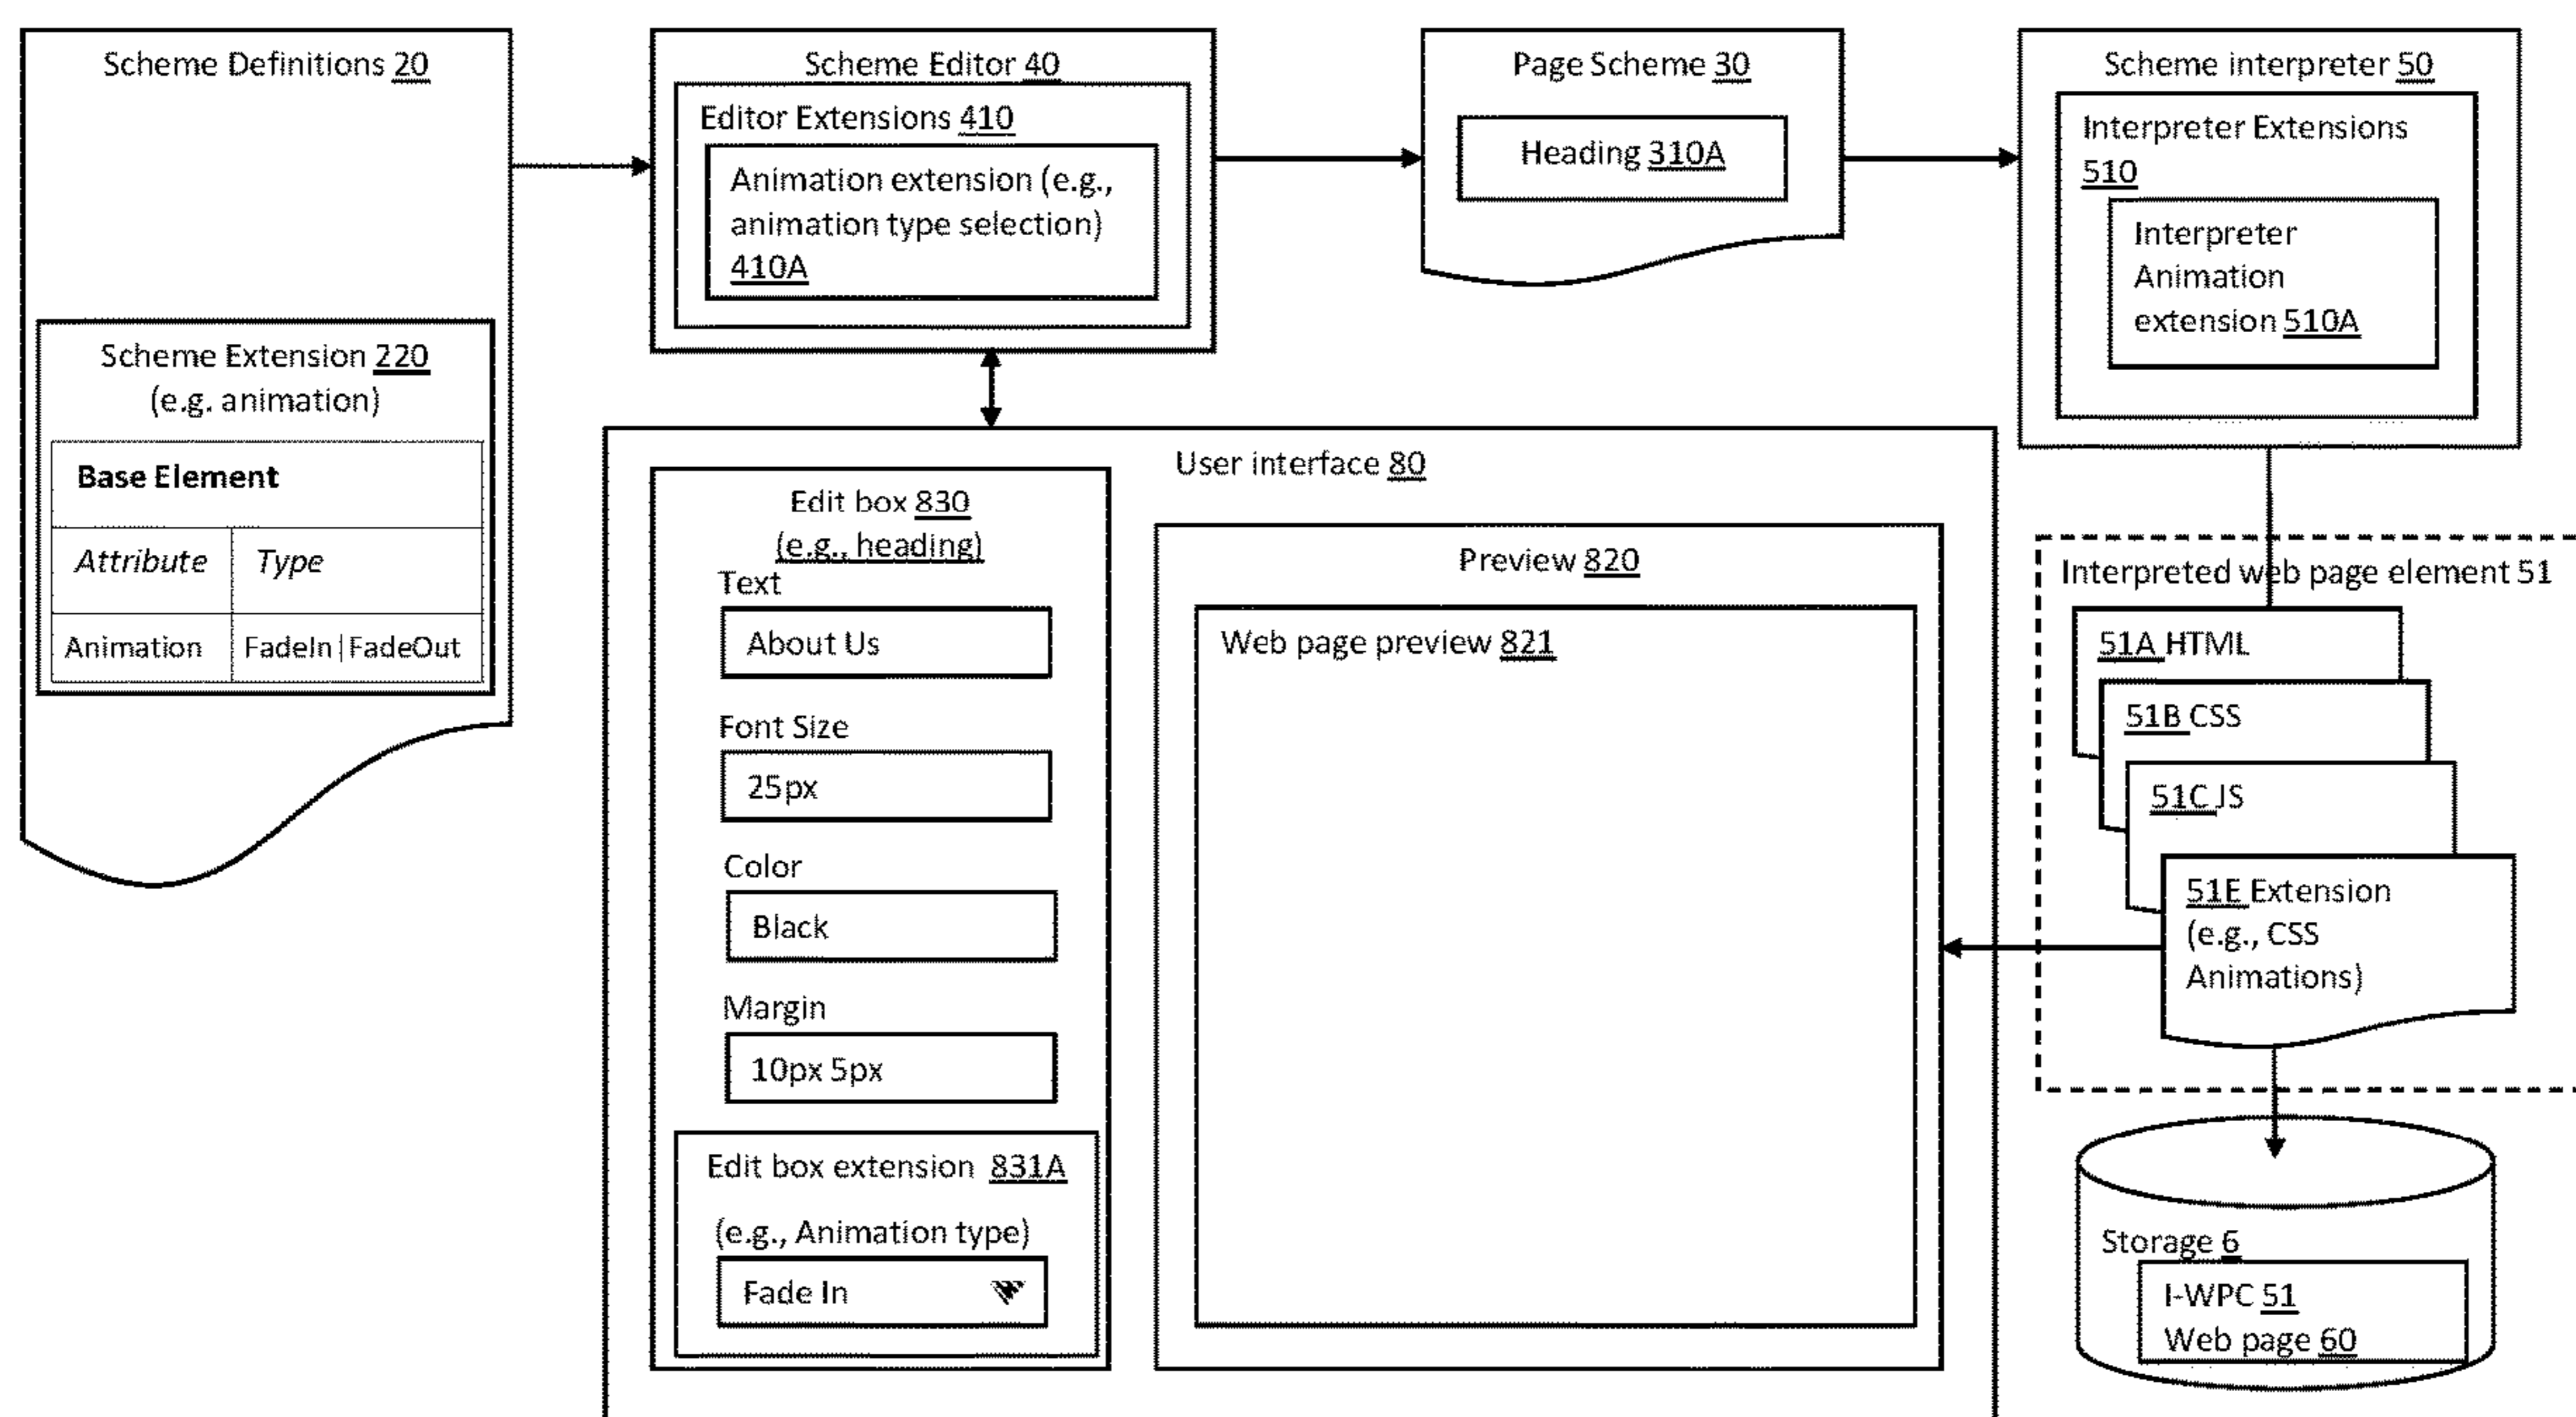 Scheme Definitions 20
Scheme Extension 220
(e.g. animation)
Base Element
Attribute Type
Animation FadeIn|FadeOut
Scheme Editor 40
Editor Extensions 410
Animation extension (e.g.,
animation type selection)
410A
Page Scheme 30
Heading 310A
Scheme interpreter 50
Interpreter Extensions
510
Interpreter
Animation
extension 510A
User interface 80
Edit box 830
(e.g., heading)
Text
About Us
Font Size
25px
Color
Black
Margin
10px 5px
Edit box extension 831A
(e.g., Animation type)
Fade In
Preview 820
Web page preview 821
Interpreted web page element 51
51A HTML
51B CSS
51C JS
51E Extension
(e.g., CSS
Animations)
Storage 6
I-WPC 51
Web page 60